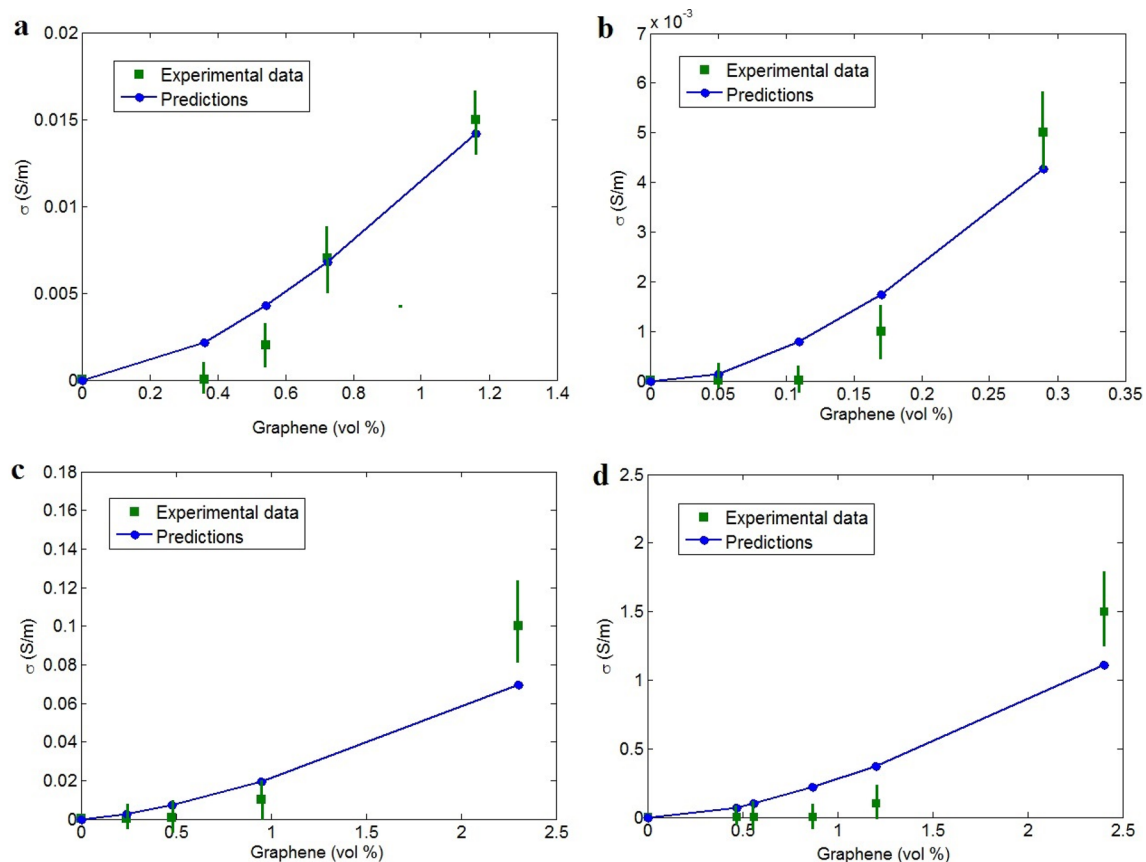 a
0.02
0.015
0.01
0.005
0
σ (S/m)
Experimental data
Predictions
0 0.2 0.4 0.6 0.8 1 1.2 1.4
Graphene (vol %)
b
× 10⁻³
7
6
5
4
3
2
1
0
σ (S/m)
Experimental data
Predictions
0 0.05 0.1 0.15 0.2 0.25 0.3 0.35
Graphene (vol %)
c
0.18
0.16
0.14
0.12
0.1
0.08
0.06
0.04
0.02
0
σ (S/m)
Experimental data
Predictions
0 0.5 1 1.5 2 2.5
Graphene (vol %)
d
2.5
2
1.5
1
0.5
0
σ (S/m)
Experimental data
Predictions
0 0.5 1 1.5 2 2.5
Graphene (vol %)